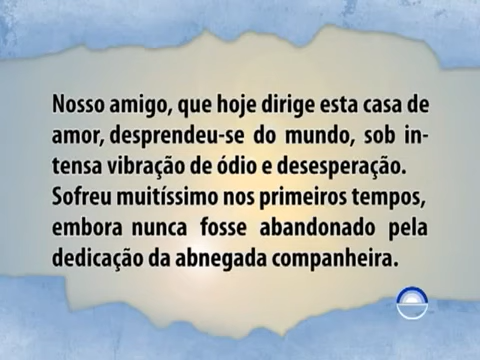 Nosso amigo, que hoje dirige esta casa de
amor, desprendeu-se do mundo, sob in-
tensa vibração de ódio e desesperação.
Sofreu muitíssimo nos primeiros tempos,
embora nunca fosse abandonado pela
dedicação da abnegada companheira.